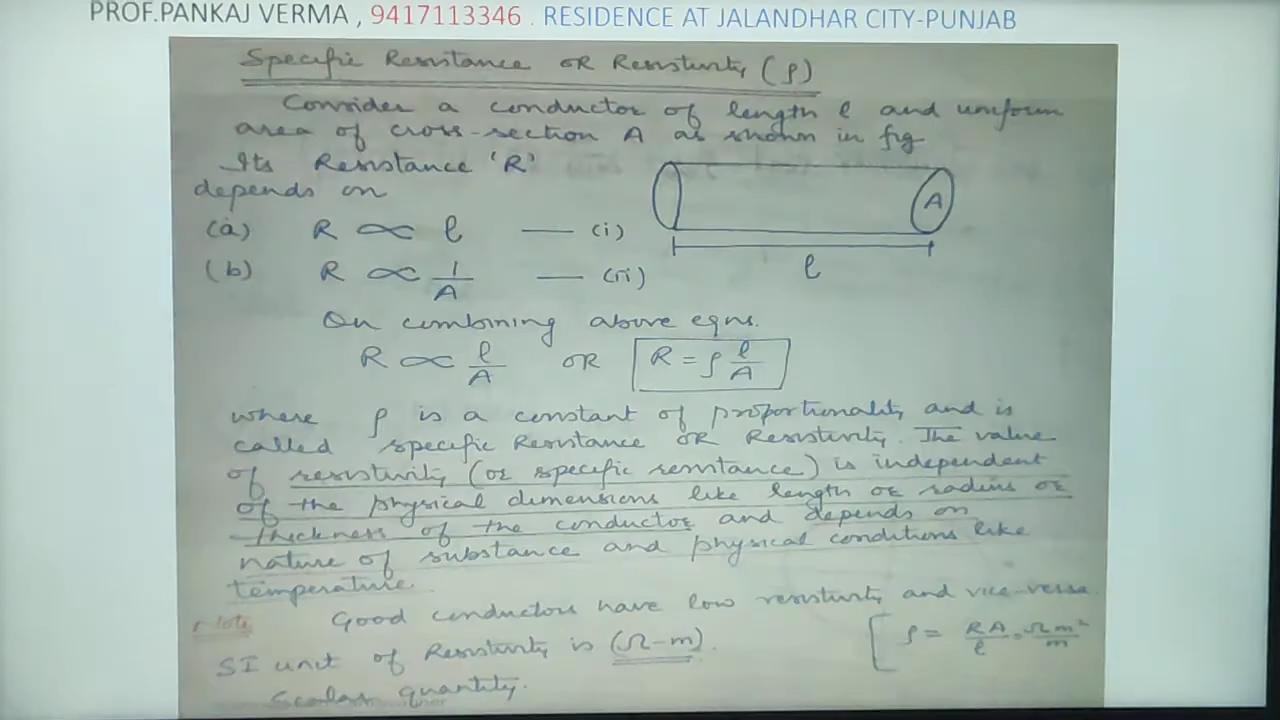 PROF.PANKAJ VERMA , 9417113346 . RESIDENCE AT JALANDHAR CITY-PUNJAB
Specific Resistance OR Resistivity (ρ)
Consider a conductor of length l and uniform
area of cross-section A as shown in fig
Its Resistance 'R'
depends on
A
(a) R ∝ l — (i)
l
(b) R ∝ 1/A — (ii)
On combining above eqns.
R ∝ l/A OR R = ρ l/A
where ρ is a constant of proportionality and is
called specific Resistance OR Resistivity. The value
of resistivity (or specific resistance) is independent
of the physical dimensions like length or radius or
thickness of the conductor and depends on
nature of substance and physical conditions like
temperature.
Note Good conductors have low resistivity and vice-versa.
SI unit of Resistivity is (Ω-m). [ρ = RA/l = Ωm²/m
Scalar quantity.